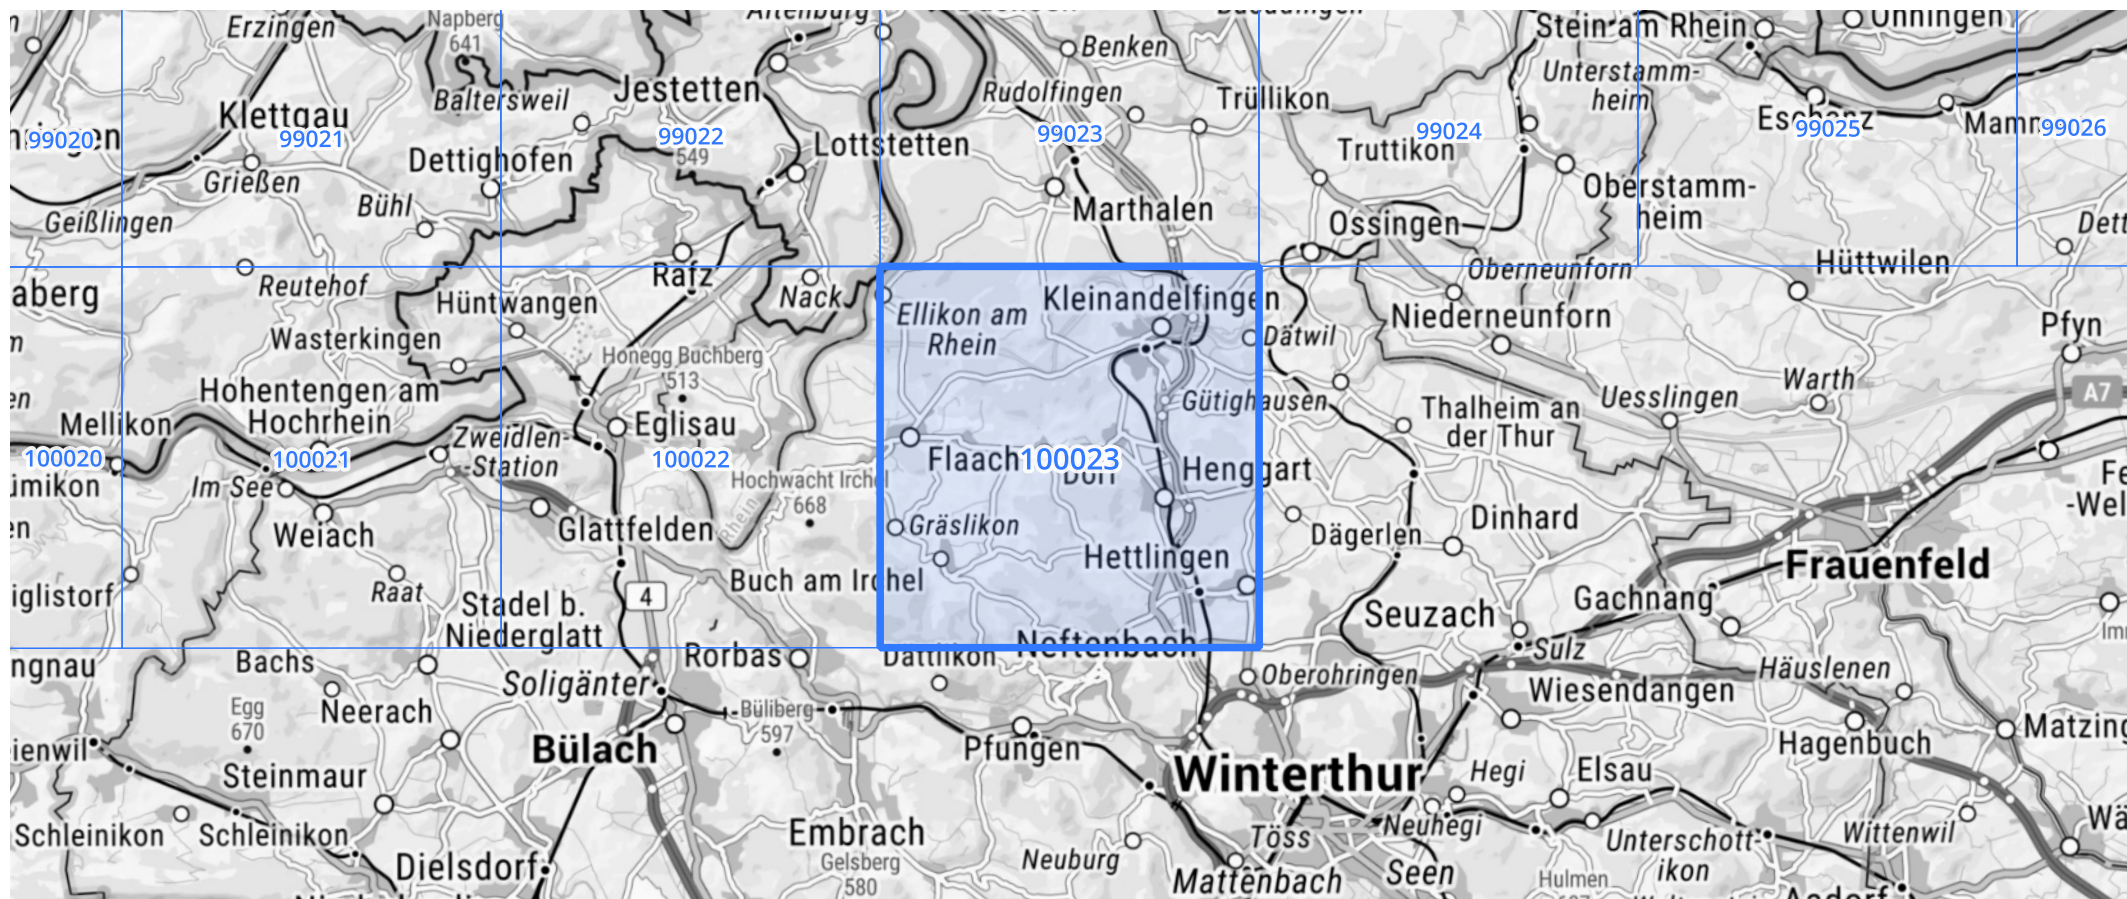 Erzingen
Napberg
641
Benken
Stein am Rhein
Klettgau
Baltersweil
Jestetten
Rudolfingen
Trüllikon
Unterstamm-
heim
Eschenz
99020
99021
99022
99023
99024
99025
99026
Grießen
Dettighofen
549
Lottstetten
Truttikon
Oberstamm-
heim
Geißlingen
Bühl
Marthalen
Ossingen
Reutehof
Hüntwangen
Rafz
Nack
Ellikon am
Rhein
Kleinandelfingen
Dätwil
Oberneunforn
Niederneunforn
Hüttwilen
Pfyn
Wasterkingen
Honegg Buchberg
513
Hohentengen am
Hochrhein
Mellikon
Eglisau
Gütighausen
Thalheim an
der Thur
Uesslingen
Warth
A7
Zweidlen-
-Station
100020
100021
100022
100023
Im See
Weiach
Glattfelden
Hochwacht Irchel
668
Rhein
Flaach
Dorf
Henggart
Gräslikon
Dägerlen
Dinhard
Raat
Stadel b.
Niederglatt
4
Buch am Irchel
Hettlingen
Seuzach
Gachnang
Frauenfeld
Bachs
Soligänter
Rorbas
Dättlikon
Neftenbach
Oberohringen
Sulz
Wiesendangen
Häuslenen
Egg
670
Neerach
Büliberg
597
Bülach
Pfungen
Winterthur
Hegi
Elsau
Hagenbuch
Steinmaur
Schleinikon
Schleinikon
Embrach
Gelsberg
580
Neuburg
Töss
Neuhegi
Unterschott-
ikon
Wittenwil
Dielsdorf
Mattenbach
Seen
Hulmen